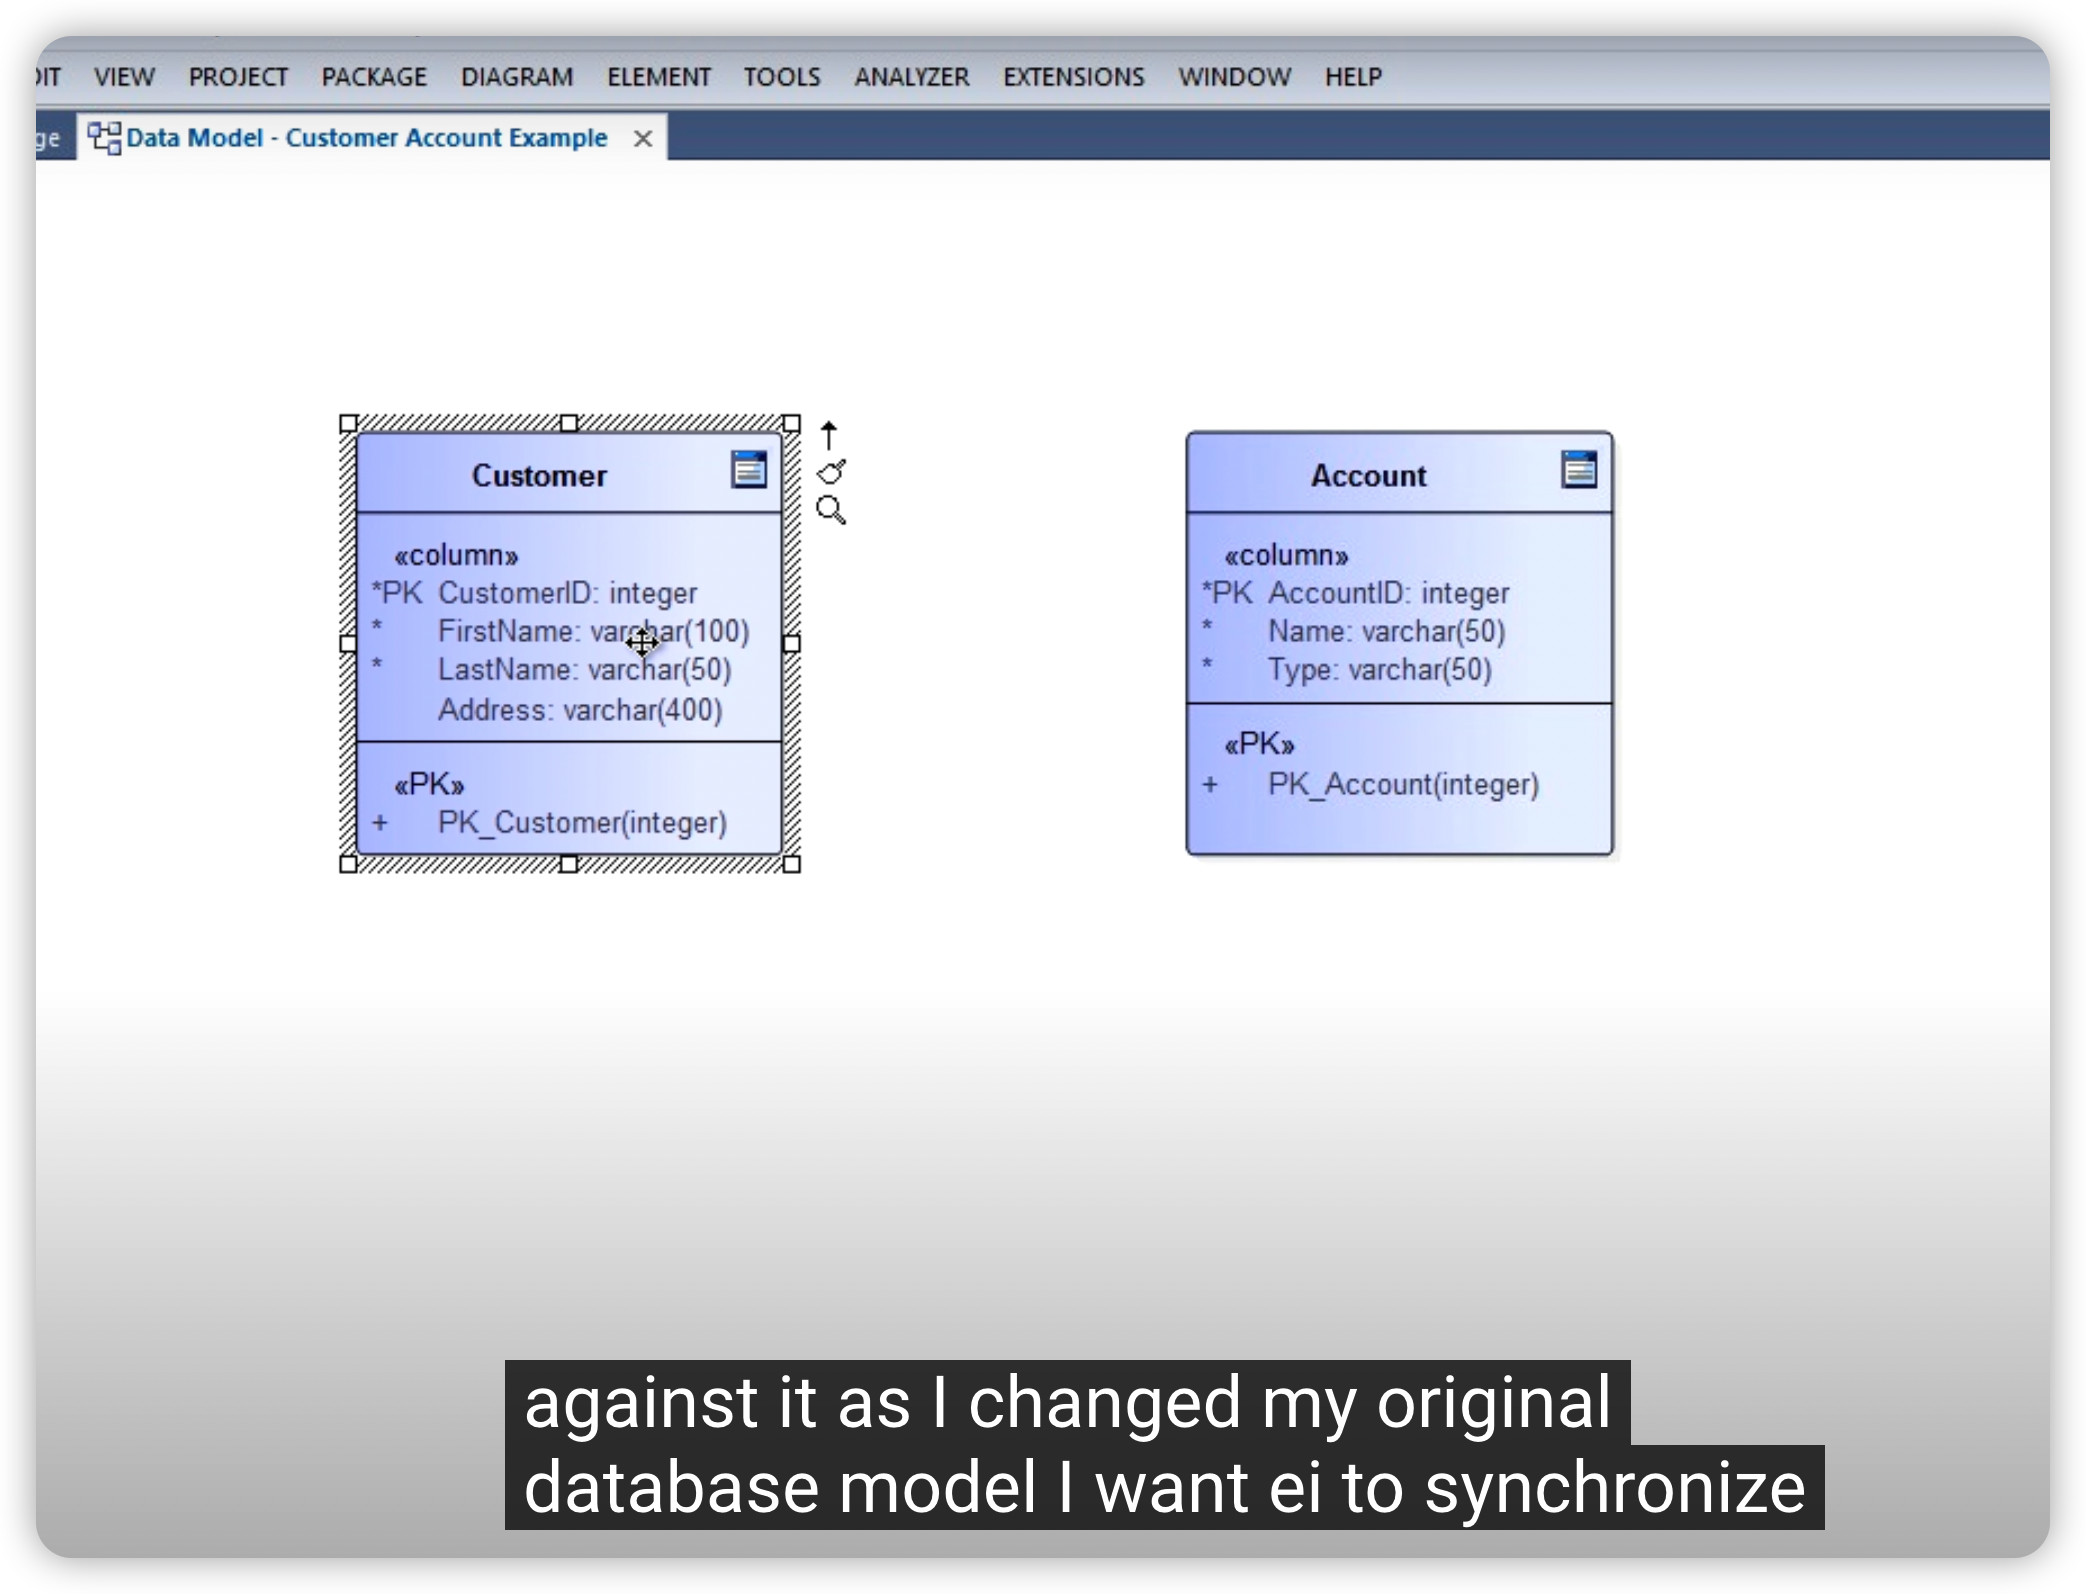 VIEW PROJECT PACKAGE DIAGRAM ELEMENT TOOLS ANALYZER EXTENSIONS WINDOW HELP
ge Data Model - Customer Account Example
Customer
«column»
*PK CustomerID: integer
* FirstName: varchar(100)
* LastName: varchar(50)
Address: varchar(400)
«PK»
+ PK_Customer(integer)
Account
«column»
*PK AccountID: integer
* Name: varchar(50)
* Type: varchar(50)
«PK»
+ PK_Account(integer)
against it as I changed my original
database model I want ei to synchronize